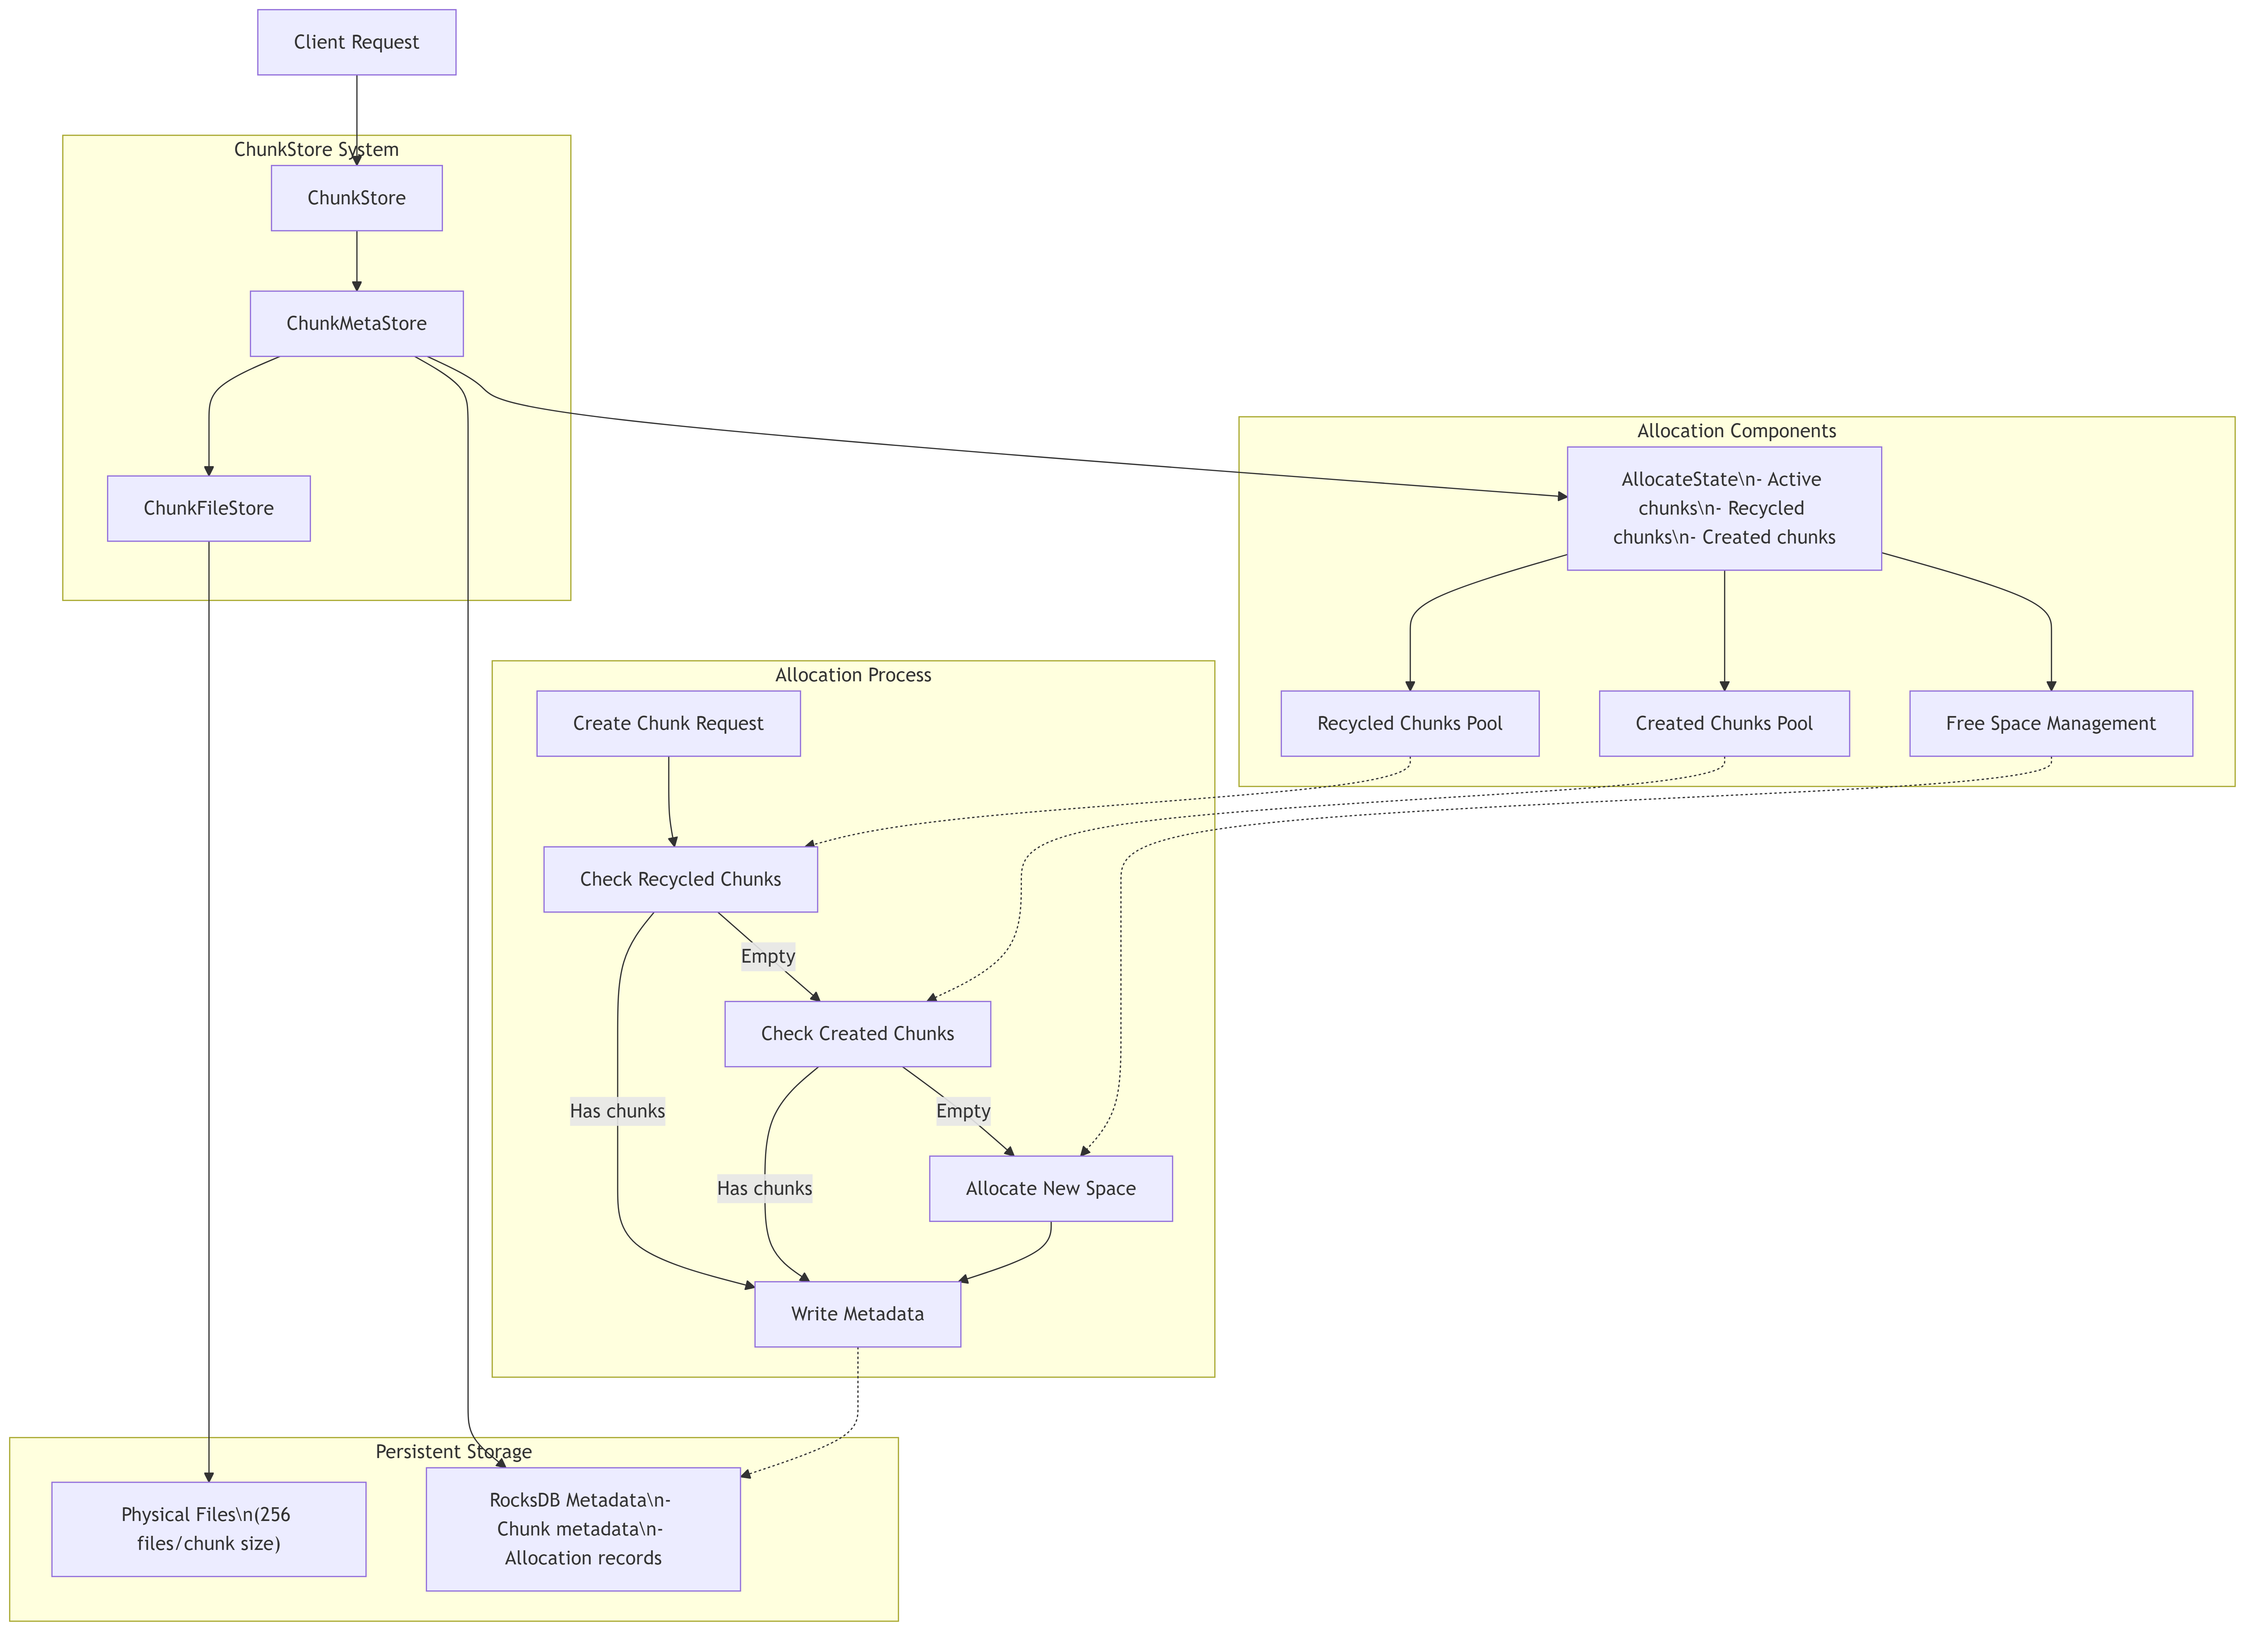 Client Request
ChunkStore System
ChunkStore
ChunkMetaStore
ChunkFileStore
Allocation Components
AllocateState\n- Active
chunks\n- Recycled
chunks\n- Created chunks
Recycled Chunks Pool
Created Chunks Pool
Free Space Management
Allocation Process
Create Chunk Request
Check Recycled Chunks
Empty
Check Created Chunks
Has chunks
Empty
Has chunks
Allocate New Space
Write Metadata
Persistent Storage
Physical Files\n(256
files/chunk size)
RocksDB Metadata\n-
Chunk metadata\n-
Allocation records